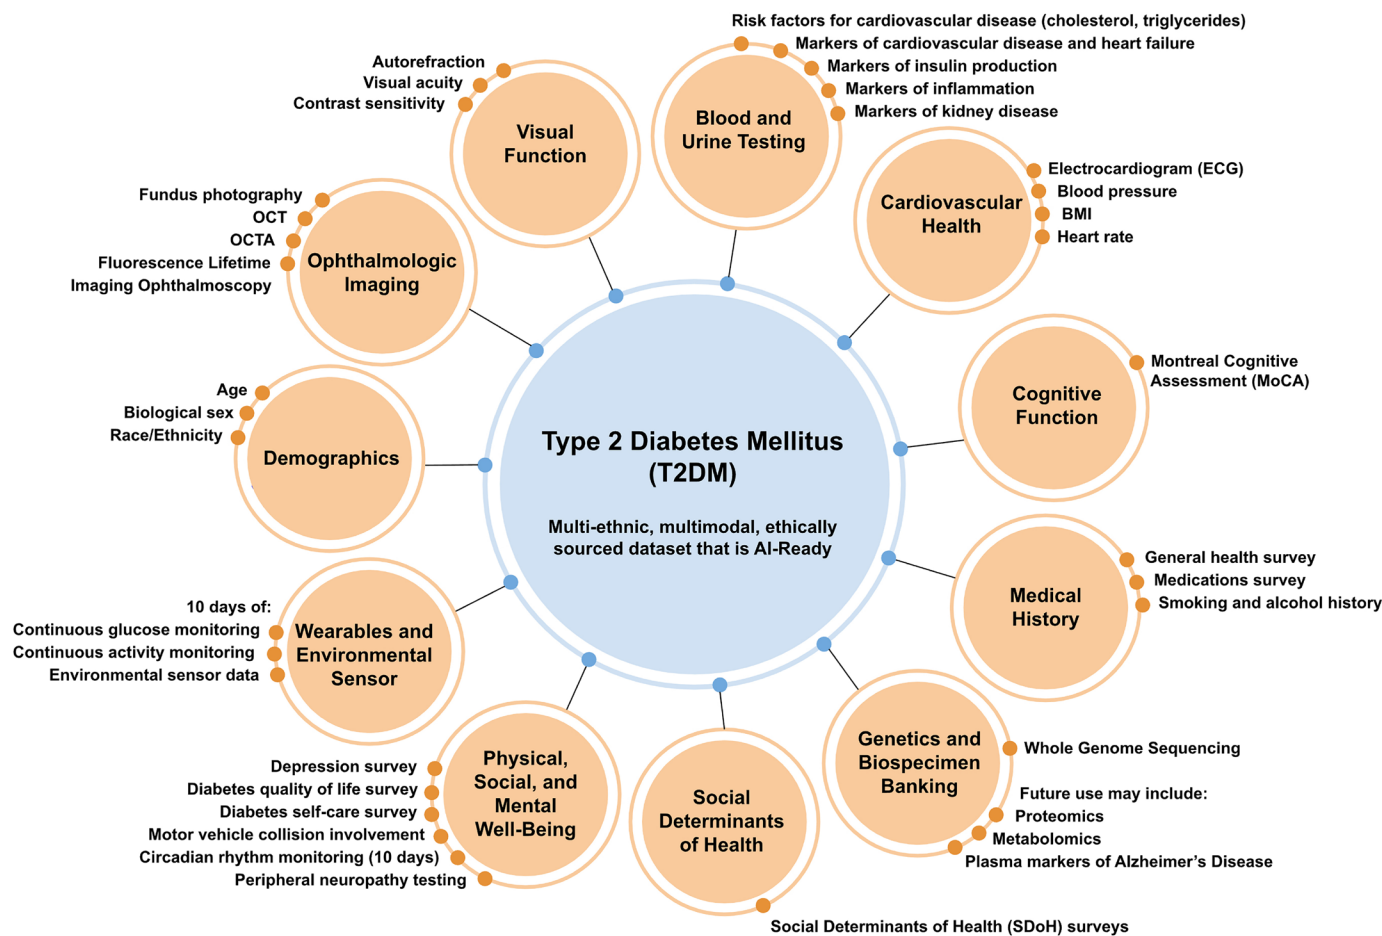 Type 2 Diabetes Mellitus
(T2DM)
Multi-ethnic, multimodal, ethically
sourced dataset that is AI-Ready
Blood and
Urine Testing
Risk factors for cardiovascular disease (cholesterol, triglycerides)
Markers of cardiovascular disease and heart failure
Markers of insulin production
Markers of inflammation
Markers of kidney disease
Cardiovascular
Health
Electrocardiogram (ECG)
Blood pressure
BMI
Heart rate
Cognitive
Function
Montreal Cognitive
Assessment (MoCA)
Medical
History
General health survey
Medications survey
Smoking and alcohol history
Genetics and
Biospecimen
Banking
Whole Genome Sequencing
Future use may include:
Proteomics
Metabolomics
Plasma markers of Alzheimer's Disease
Social
Determinants
of Health
Social Determinants of Health (SDoH) surveys
Physical,
Social, and
Mental
Well-Being
Depression survey
Diabetes quality of life survey
Diabetes self-care survey
Motor vehicle collision involvement
Circadian rhythm monitoring (10 days)
Peripheral neuropathy testing
Wearables and
Environmental
Sensor
10 days of:
Continuous glucose monitoring
Continuous activity monitoring
Environmental sensor data
Demographics
Age
Biological sex
Race/Ethnicity
Ophthalmologic
Imaging
Fundus photography
OCT
OCTA
Fluorescence Lifetime
Imaging Ophthalmoscopy
Visual
Function
Autorefraction
Visual acuity
Contrast sensitivity